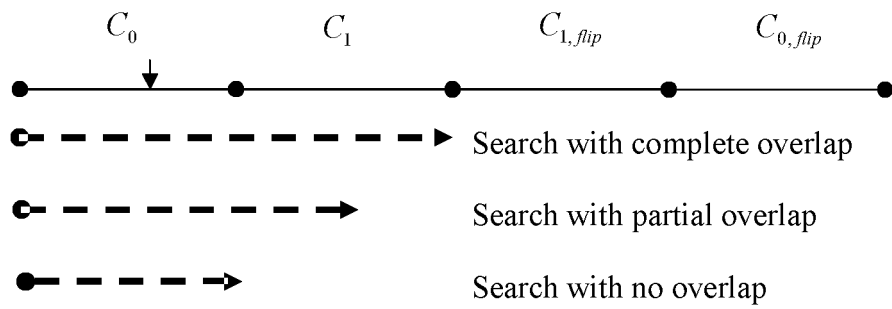 C0 C1 C1, flip C0, flip
Search with complete overlap
Search with partial overlap
Search with no overlap